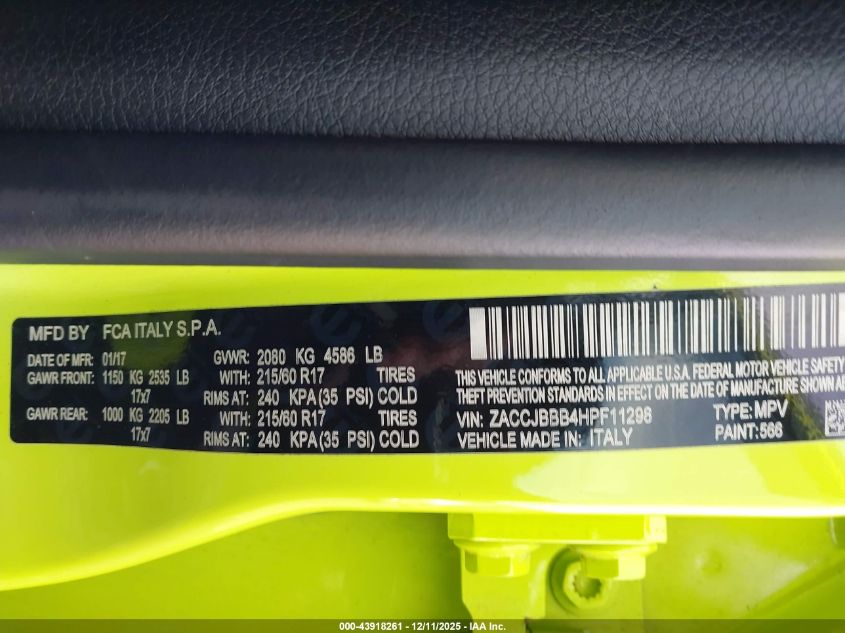 MFD BY FCA ITALY S.P.A.
DATE OF MFR: 01/17 GVWR: 2080 KG 4586 LB
GAWR FRONT: 1150 KG 2535 LB WITH: 215/60 R17 TIRES
17x7 RIMS AT: 240 KPA(35 PSI) COLD
GAWR REAR: 1000 KG 2205 LB WITH: 215/60 R17 TIRES
17x7 RIMS AT: 240 KPA(35 PSI) COLD
THIS VEHICLE CONFORMS TO ALL APPLICABLE U.S.A. FEDERAL MOTOR VEHICLE SAFETY
THEFT PREVENTION STANDARDS IN EFFECT ON THE DATE OF MANUFACTURE SHOWN
VIN: ZACCJBBB4HPF11296 TYPE: MPV
VEHICLE MADE IN: ITALY PAINT: 566
000-43918261 - 12/11/2025 - IAA Inc.